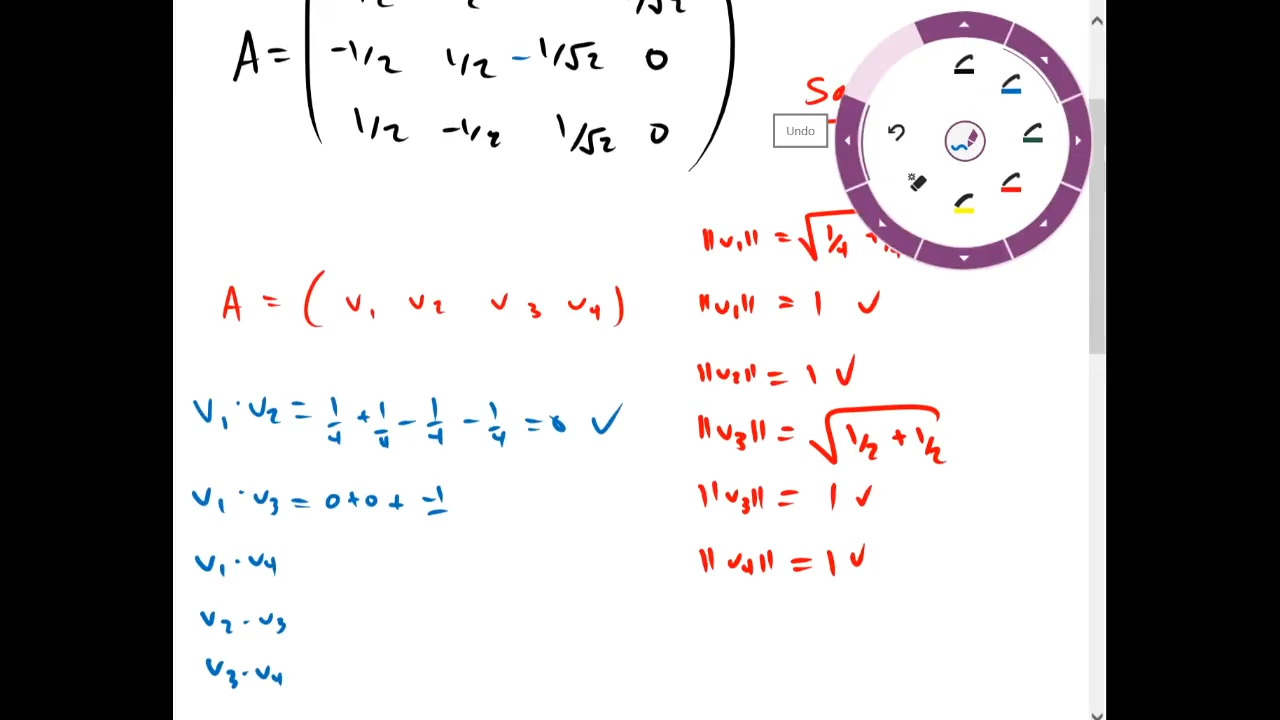 A = -1/2 1/2 -1/√2 0
1/2 -1/2 1/√2 0
Undo
||v₁|| = √1/4 +
A = ( v₁ v₂ v₃ v₄ )
||v₁|| = 1 ✓
||v₂|| = 1 ✓
v₁ · v₂ = 1/4 + 1/4 - 1/4 - 1/4 = 0 ✓
||v₃|| = √1/2 + 1/2
v₁ · v₃ = 0 + 0 + -1
||v₃|| = 1 ✓
v₁ · v₄
||v₄|| = 1 ✓
v₂ · v₃
v₃ · v₄